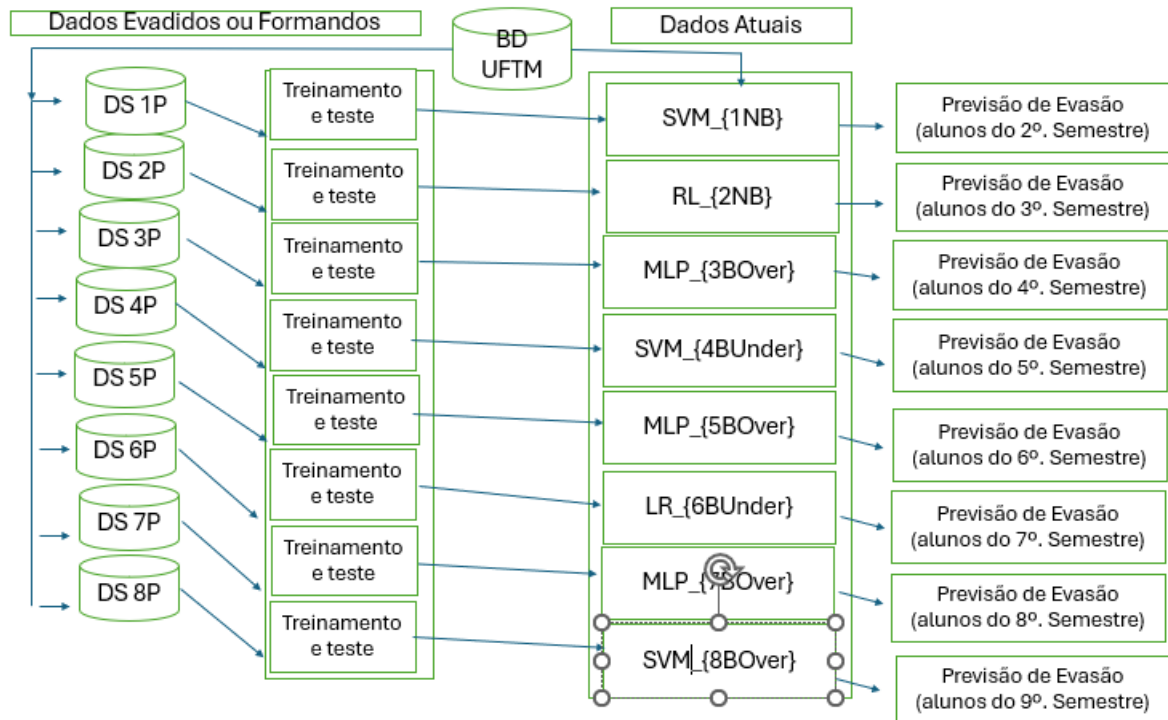 Dados Evadidos ou Formandos
BD
UFTM
Dados Atuais
DS 1P
DS 2P
DS 3P
DS 4P
DS 5P
DS 6P
DS 7P
DS 8P
Treinamento
e teste
Treinamento
e teste
Treinamento
e teste
Treinamento
e teste
Treinamento
e teste
Treinamento
e teste
Treinamento
e teste
Treinamento
e teste
SVM_{1NB}
RL_{2NB}
MLP_{3BOver}
SVM_{4BUnder}
MLP_{5BOver}
LR_{6BUnder}
MLP_{7BOver}
SVM_{8BOver}
Previsão de Evasão
(alunos do 2º. Semestre)
Previsão de Evasão
(alunos do 3º. Semestre)
Previsão de Evasão
(alunos do 4º. Semestre)
Previsão de Evasão
(alunos do 5º. Semestre)
Previsão de Evasão
(alunos do 6º. Semestre)
Previsão de Evasão
(alunos do 7º. Semestre)
Previsão de Evasão
(alunos do 8º. Semestre)
Previsão de Evasão
(alunos do 9º. Semestre)